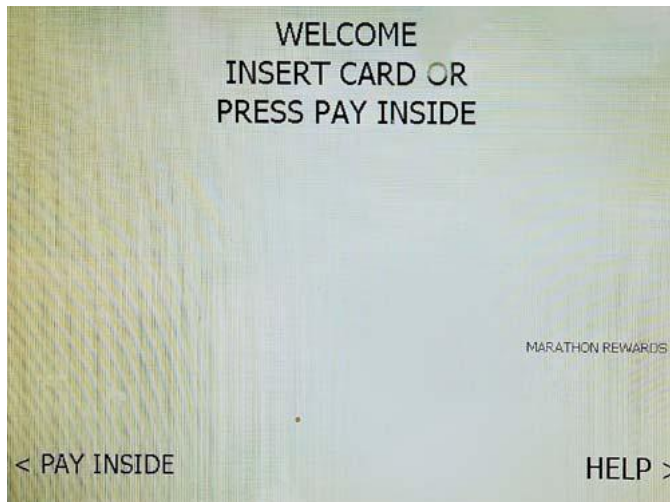 WELCOME
INSERT CARD OR
PRESS PAY INSIDE
MARATHON REWARDS
< PAY INSIDE
HELP >